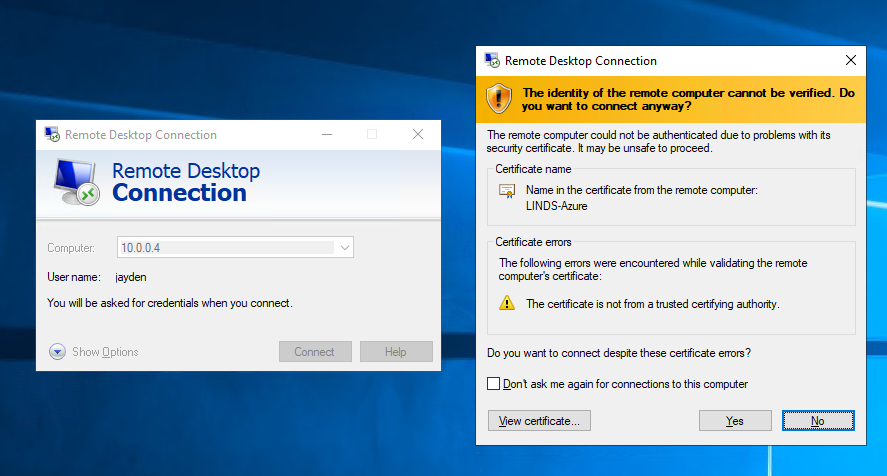 Remote Desktop Connection
Remote Desktop
Connection
Computer: 10.0.0.4
User name: jayden
You will be asked for credentials when you connect.
Show Options
Connect
Help
Remote Desktop Connection
The identity of the remote computer cannot be verified. Do
you want to connect anyway?
The remote computer could not be authenticated due to problems with its
security certificate. It may be unsafe to proceed.
Certificate name
Name in the certificate from the remote computer:
LINDS-Azure
Certificate errors
The following errors were encountered while validating the remote
computer's certificate:
The certificate is not from a trusted certifying authority.
Do you want to connect despite these certificate errors?
Don't ask me again for connections to this computer
View certificate...
Yes
No